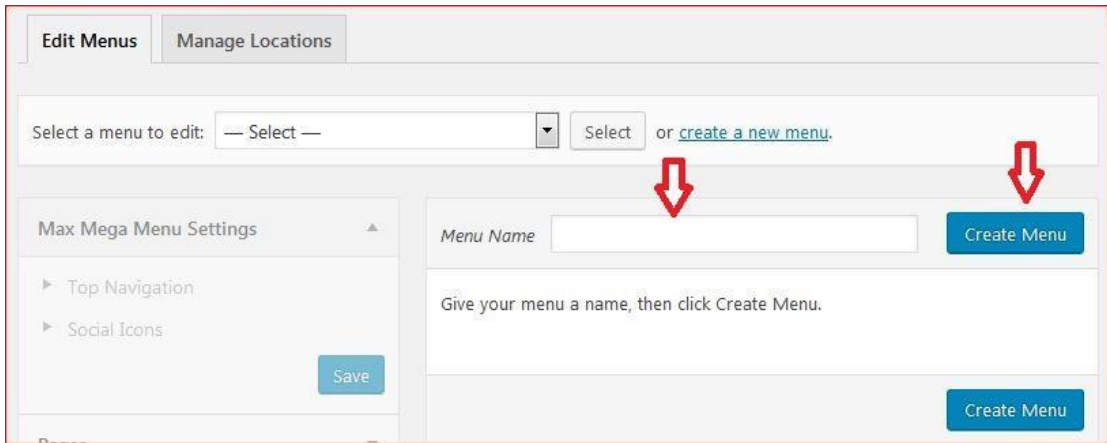 Edit Menus
Manage Locations
Select a menu to edit: — Select — Select or create a new menu.
Max Mega Menu Settings
Top Navigation
Social Icons
Save
Menu Name Create Menu
Give your menu a name, then click Create Menu.
Create Menu